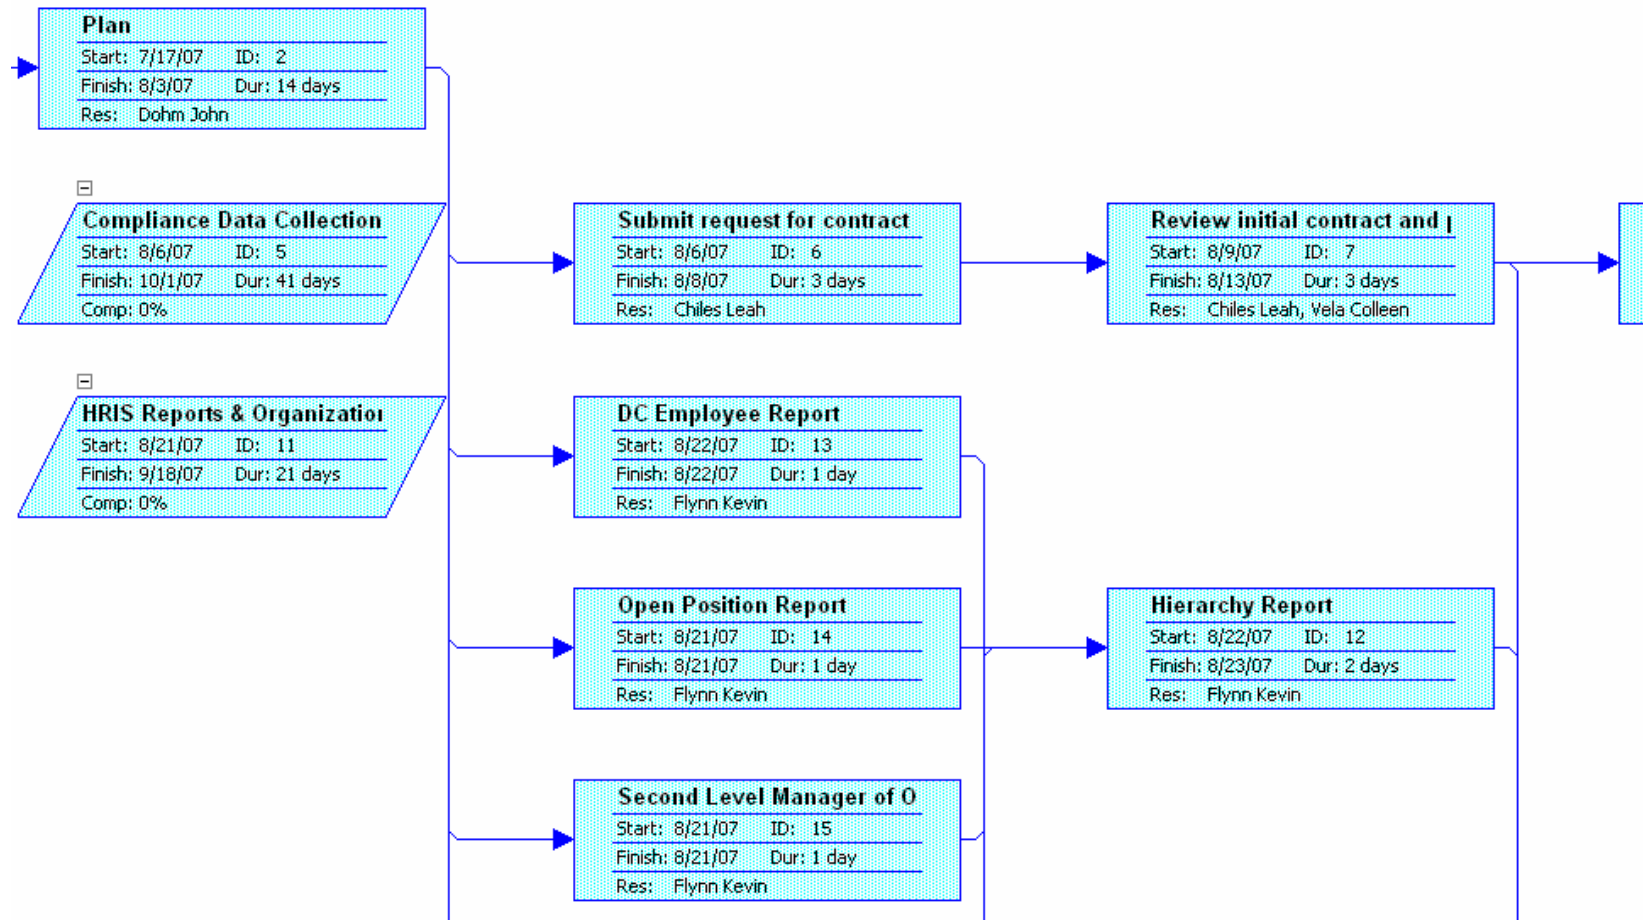 Plan
Start: 7/17/07 ID: 2
Finish: 8/3/07 Dur: 14 days
Res: Dohm John
Compliance Data Collection
Start: 8/6/07 ID: 5
Finish: 10/1/07 Dur: 41 days
Comp: 0%
Submit request for contract
Start: 8/6/07 ID: 6
Finish: 8/8/07 Dur: 3 days
Res: Chiles Leah
Review initial contract and
Start: 8/9/07 ID: 7
Finish: 8/13/07 Dur: 3 days
Res: Chiles Leah, Vela Colleen
HRIS Reports & Organization
Start: 8/21/07 ID: 11
Finish: 9/18/07 Dur: 21 days
Comp: 0%
DC Employee Report
Start: 8/22/07 ID: 13
Finish: 8/22/07 Dur: 1 day
Res: Flynn Kevin
Open Position Report
Start: 8/21/07 ID: 14
Finish: 8/21/07 Dur: 1 day
Res: Flynn Kevin
Hierarchy Report
Start: 8/22/07 ID: 12
Finish: 8/23/07 Dur: 2 days
Res: Flynn Kevin
Second Level Manager of O
Start: 8/21/07 ID: 15
Finish: 8/21/07 Dur: 1 day
Res: Flynn Kevin